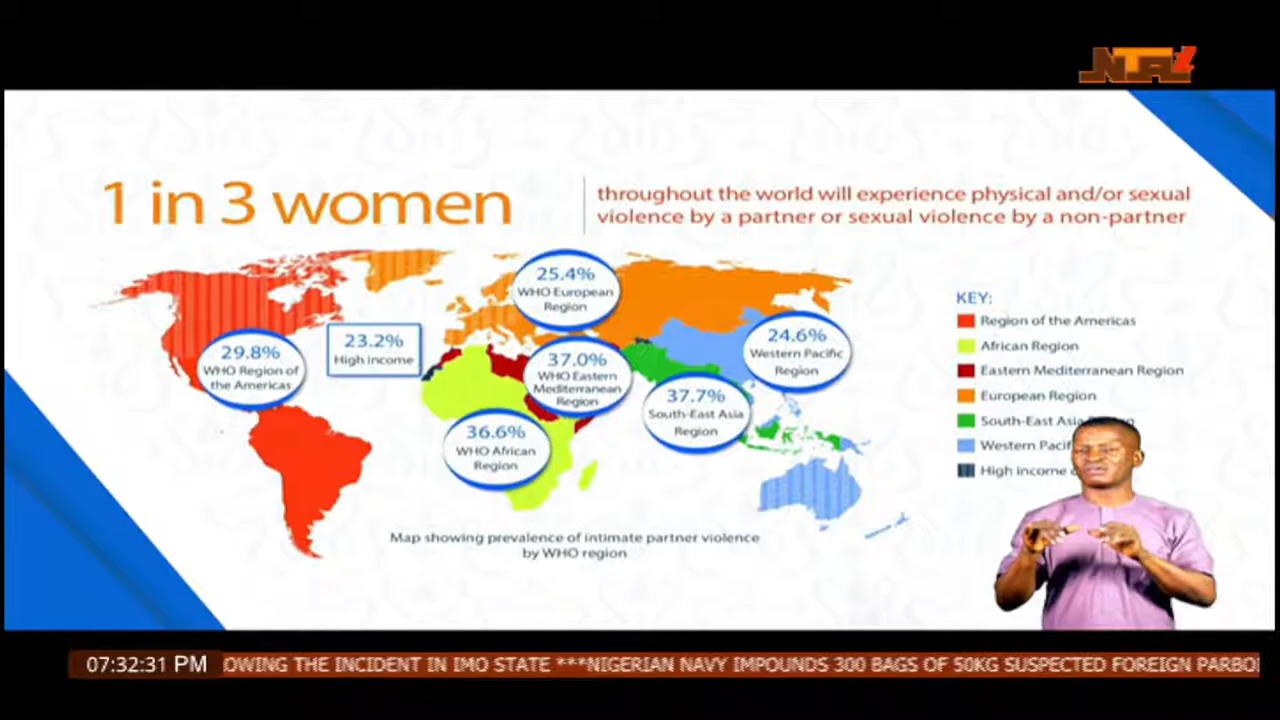 NTA
1 in 3 women
throughout the world will experience physical and/or sexual
violence by a partner or sexual violence by a non-partner
25.4%
WHO European
Region
23.2%
High income
29.8%
WHO Region of
the Americas
37.0%
WHO Eastern
Mediterranean
Region
24.6%
Western Pacific
Region
37.7%
South-East Asia
Region
36.6%
WHO African
Region
KEY:
Region of the Americas
African Region
Eastern Mediterranean Region
European Region
South-East Asia
Western
High income
Map showing prevalence of intimate partner violence
by WHO region
07:32:31 PM
OWING THE INCIDENT IN IMO STATE ***NIGERIAN NAVY IMPOUNDS 300 BAGS OF 50KG SUSPECTED FOREIGN PARBO